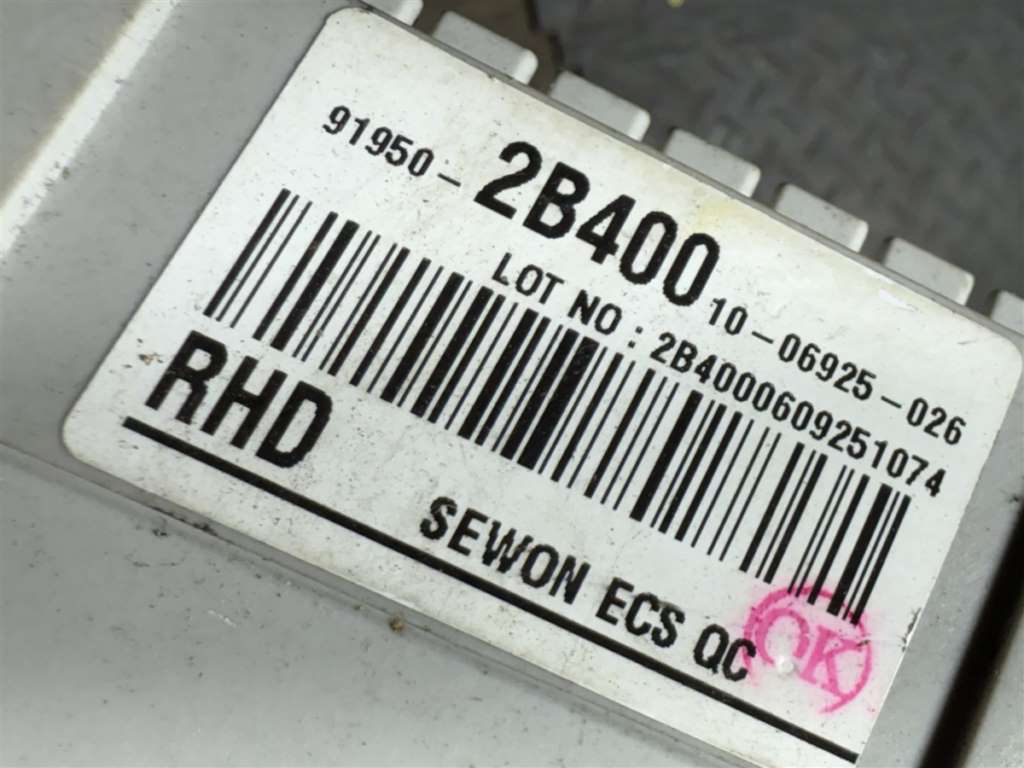 91950-2B400
10-06925-026
LOT NO : 2B4000609251074
RHD
SEWON ECS QC
OK